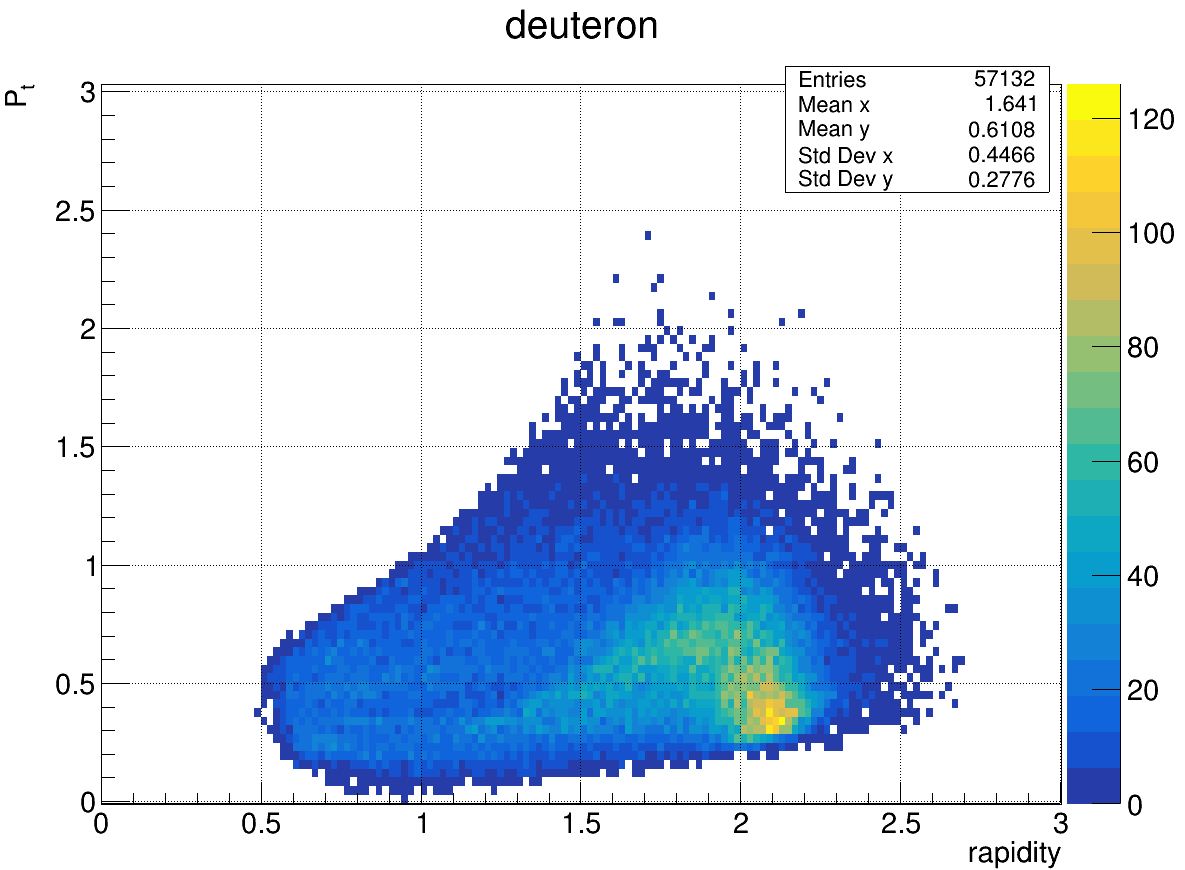 deuteron
P_t
Entries 57132
Mean x 1.641
Mean y 0.6108
Std Dev x 0.4466
Std Dev y 0.2776
3
2.5
2
1.5
1
0.5
0
0 0.5 1 1.5 2 2.5 3
rapidity
120
100
80
60
40
20
0